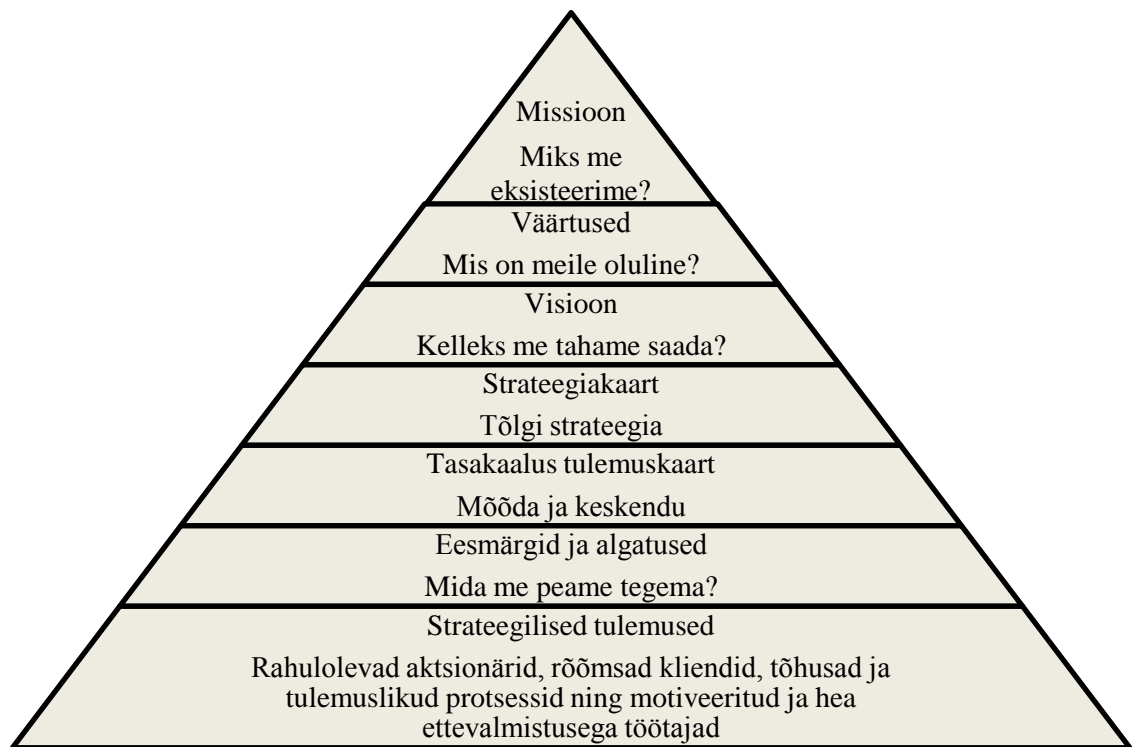 Missioon
Miks me
eksisteerime?
Väärtused
Mis on meile oluline?
Visioon
Kelleks me tahame saada?
Strateegiakaart
Tõlgi strateegia
Tasakaalus tulemuskaart
Mõõda ja keskendu
Eesmärgid ja algatused
Mida me peame tegema?
Strateegilised tulemused
Rahulolevad aktsionärid, rõõmsad kliendid, tõhusad ja
tulemuslikud protsessid ning motiveeritud ja hea
ettevalmistusega töötajad